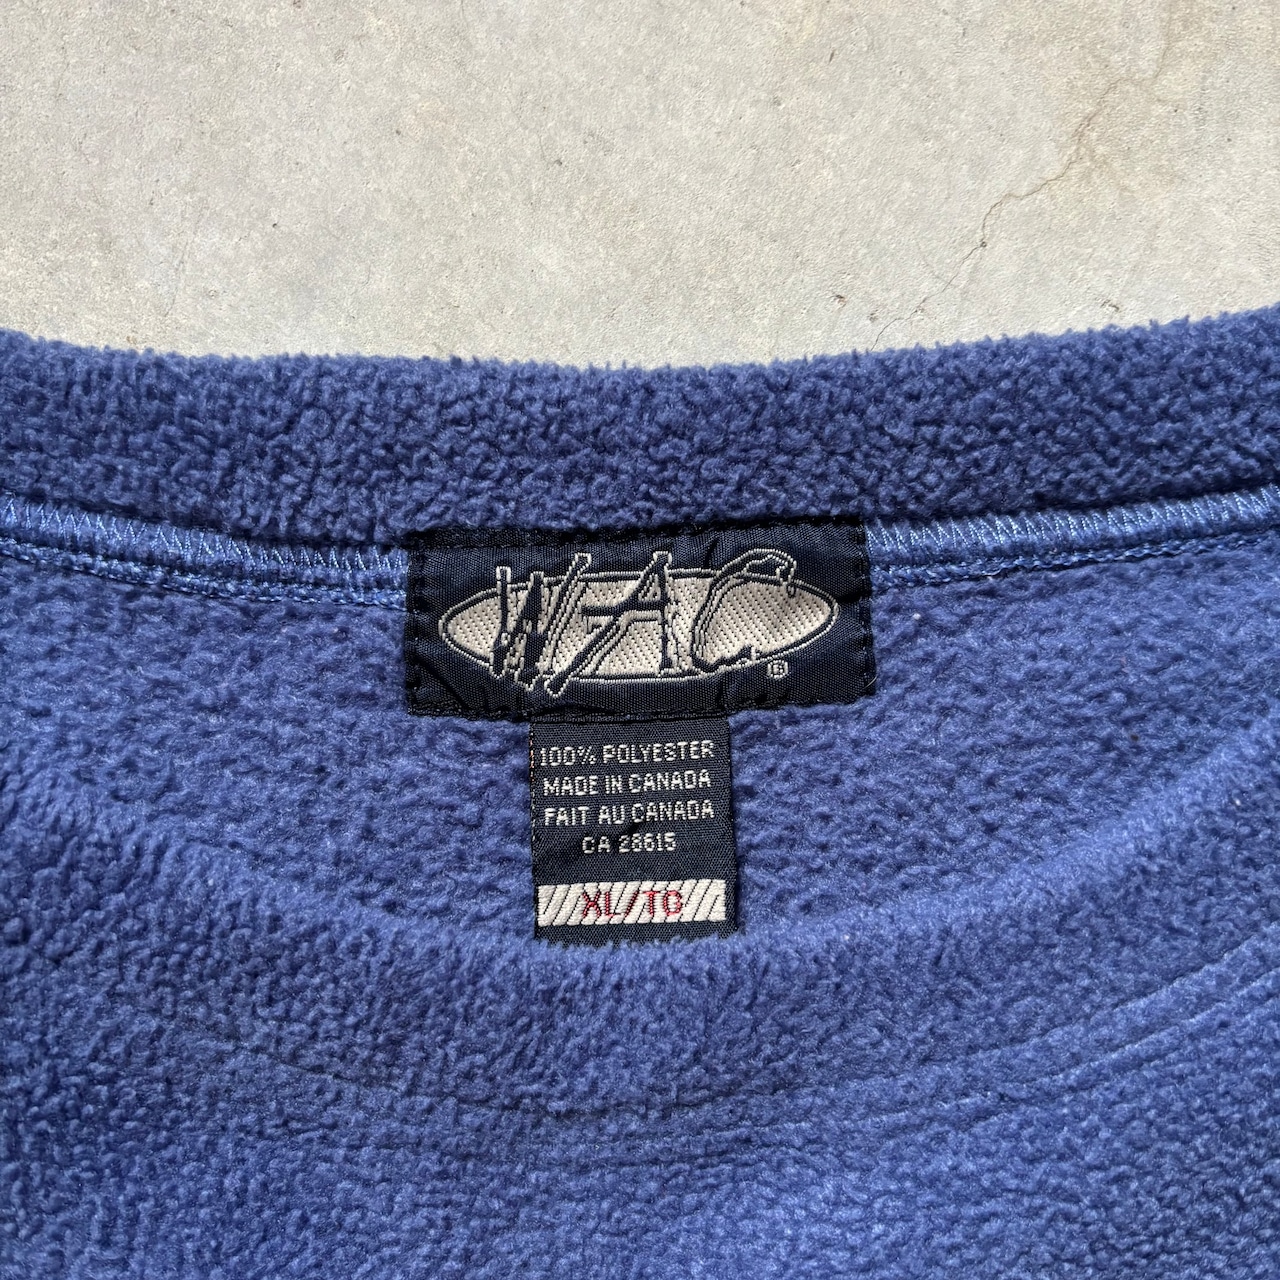 WAC
®
100% POLYESTER
MADE IN CANADA
FAIT AU CANADA
CA 28615
XL/TG